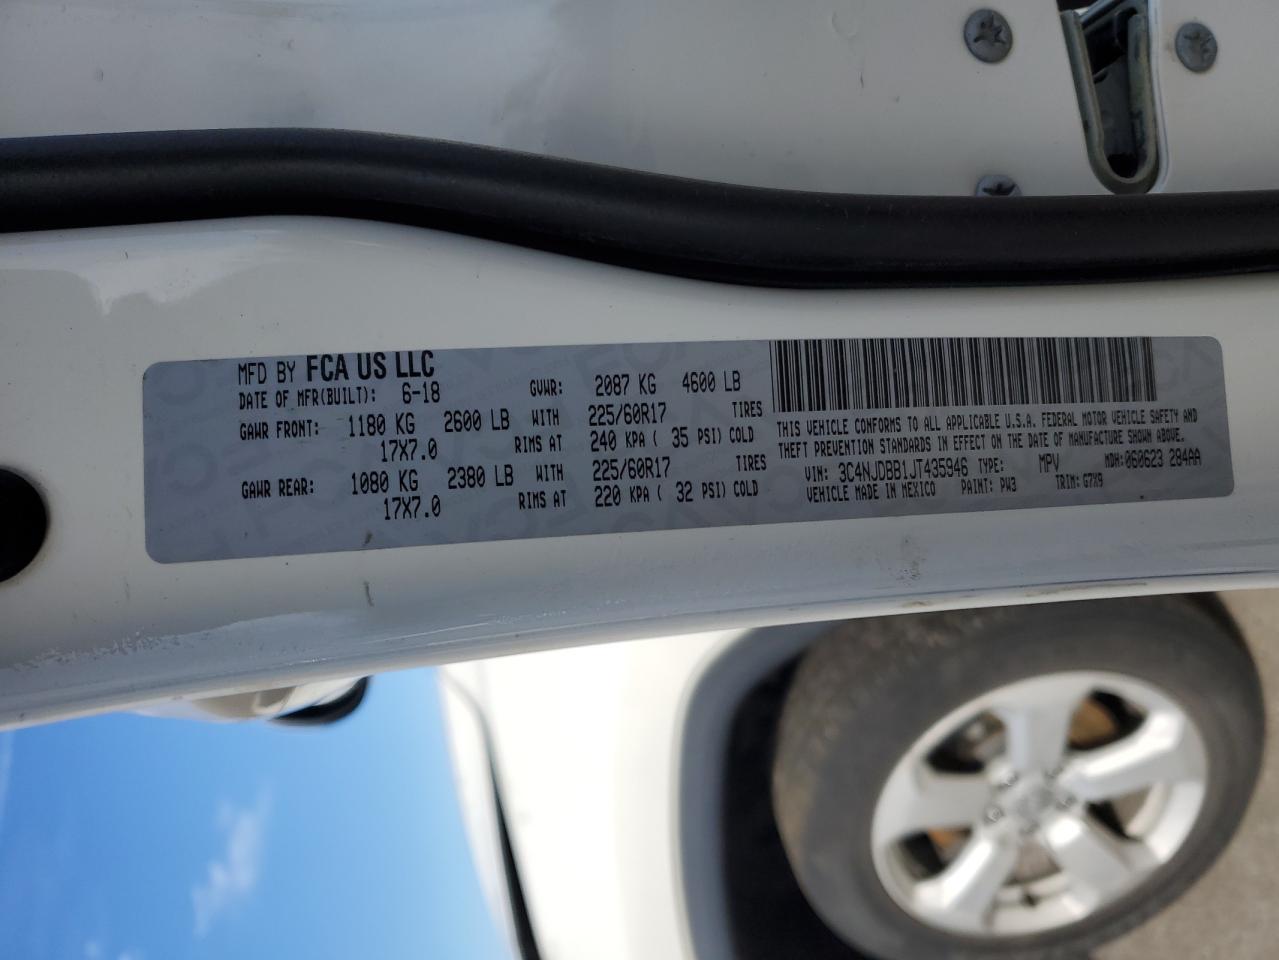 MFD BY FCA US LLC
DATE OF MFR(BUILT): 6-18 GVWR: 2087 KG 4600 LB
GAWR FRONT: 1180 KG 2600 LB WITH 225/60R17 TIRES
17X7.0 RIMS AT 240 KPA ( 35 PSI) COLD
GAWR REAR: 1080 KG 2380 LB WITH 225/60R17 TIRES
17X7.0 RIMS AT 220 KPA ( 32 PSI) COLD
THIS VEHICLE CONFORMS TO ALL APPLICABLE U.S.A. FEDERAL MOTOR VEHICLE SAFETY AND
THEFT PREVENTION STANDARDS IN EFFECT ON THE DATE OF MANUFACTURE SHOWN ABOVE.
VIN: 3C4NJDBB1JT435946 TYPE: MPV MDH:060623 284AA
VEHICLE MADE IN MEXICO PAINT: PW3 TRIM: G7X9